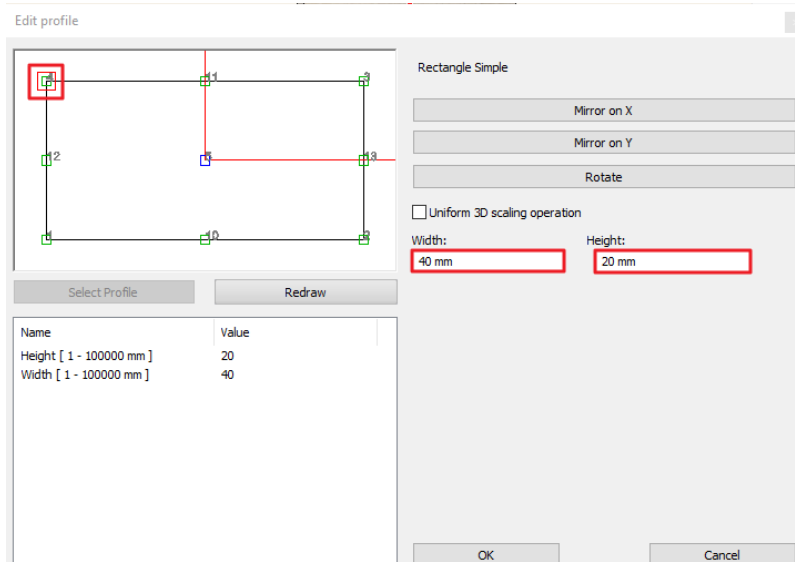 Edit profile
11
3
Rectangle Simple
Mirror on X
Mirror on Y
12
13
Rotate
Uniform 3D scaling operation
Width:
Height:
1
10
2
40 mm
20 mm
Select Profile
Redraw
Name
Value
Height [ 1 - 100000 mm ]
20
Width [ 1 - 100000 mm ]
40
OK
Cancel